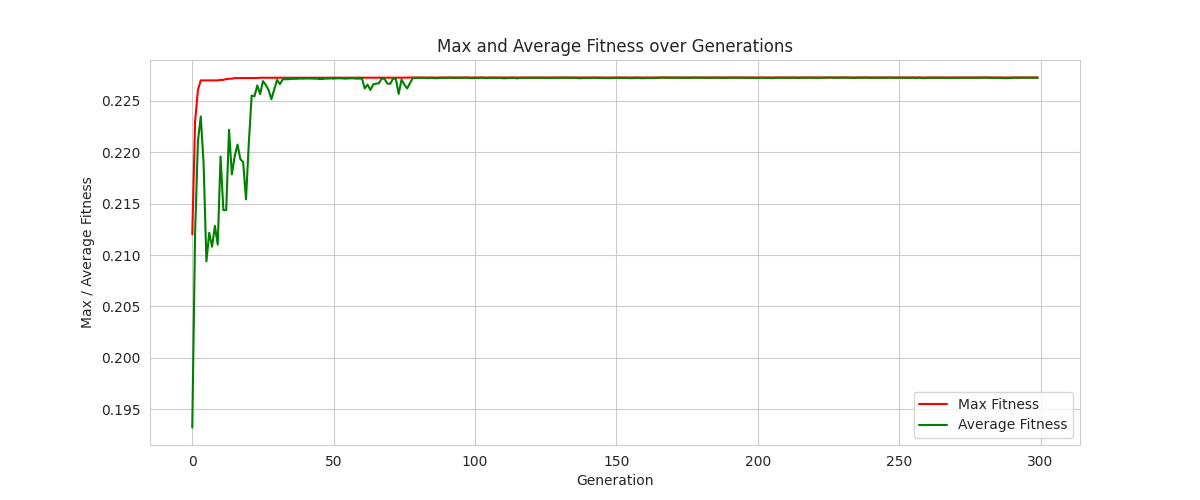 Max and Average Fitness over Generations
Max / Average Fitness
0.225
0.220
0.215
0.210
0.205
0.200
0.195
0
50
100
150
200
250
300
Generation
Max Fitness
Average Fitness